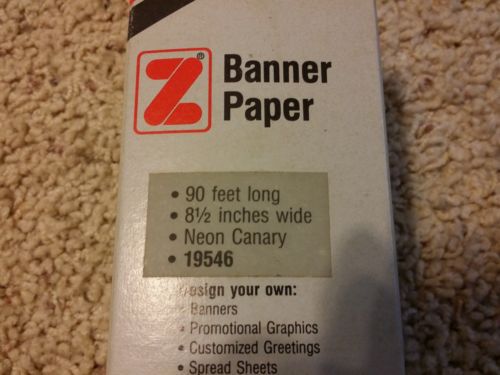 Z®
Banner
Paper
• 90 feet long
• 8½ inches wide
• Neon Canary
• 19546
Design your own:
• Banners
• Promotional Graphics
• Customized Greetings
• Spread Sheets